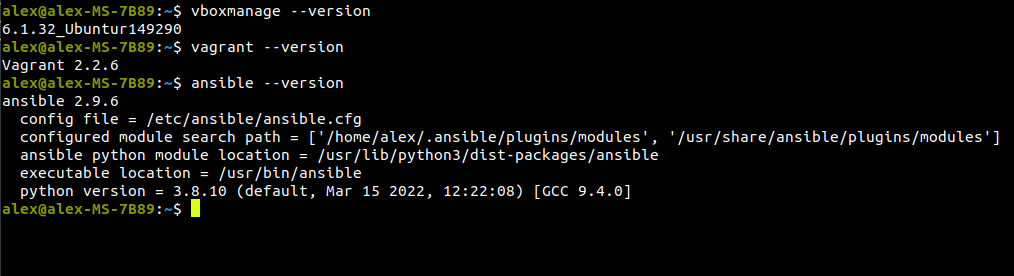 alex@alex-MS-7B89:~$ vboxmanage --version
6.1.32_Ubuntur149290
alex@alex-MS-7B89:~$ vagrant --version
Vagrant 2.2.6
alex@alex-MS-7B89:~$ ansible --version
ansible 2.9.6
  config file = /etc/ansible/ansible.cfg
  configured module search path = ['/home/alex/.ansible/plugins/modules', '/usr/share/ansible/plugins/modules']
  ansible python module location = /usr/lib/python3/dist-packages/ansible
  executable location = /usr/bin/ansible
  python version = 3.8.10 (default, Mar 15 2022, 12:22:08) [GCC 9.4.0]
alex@alex-MS-7B89:~$